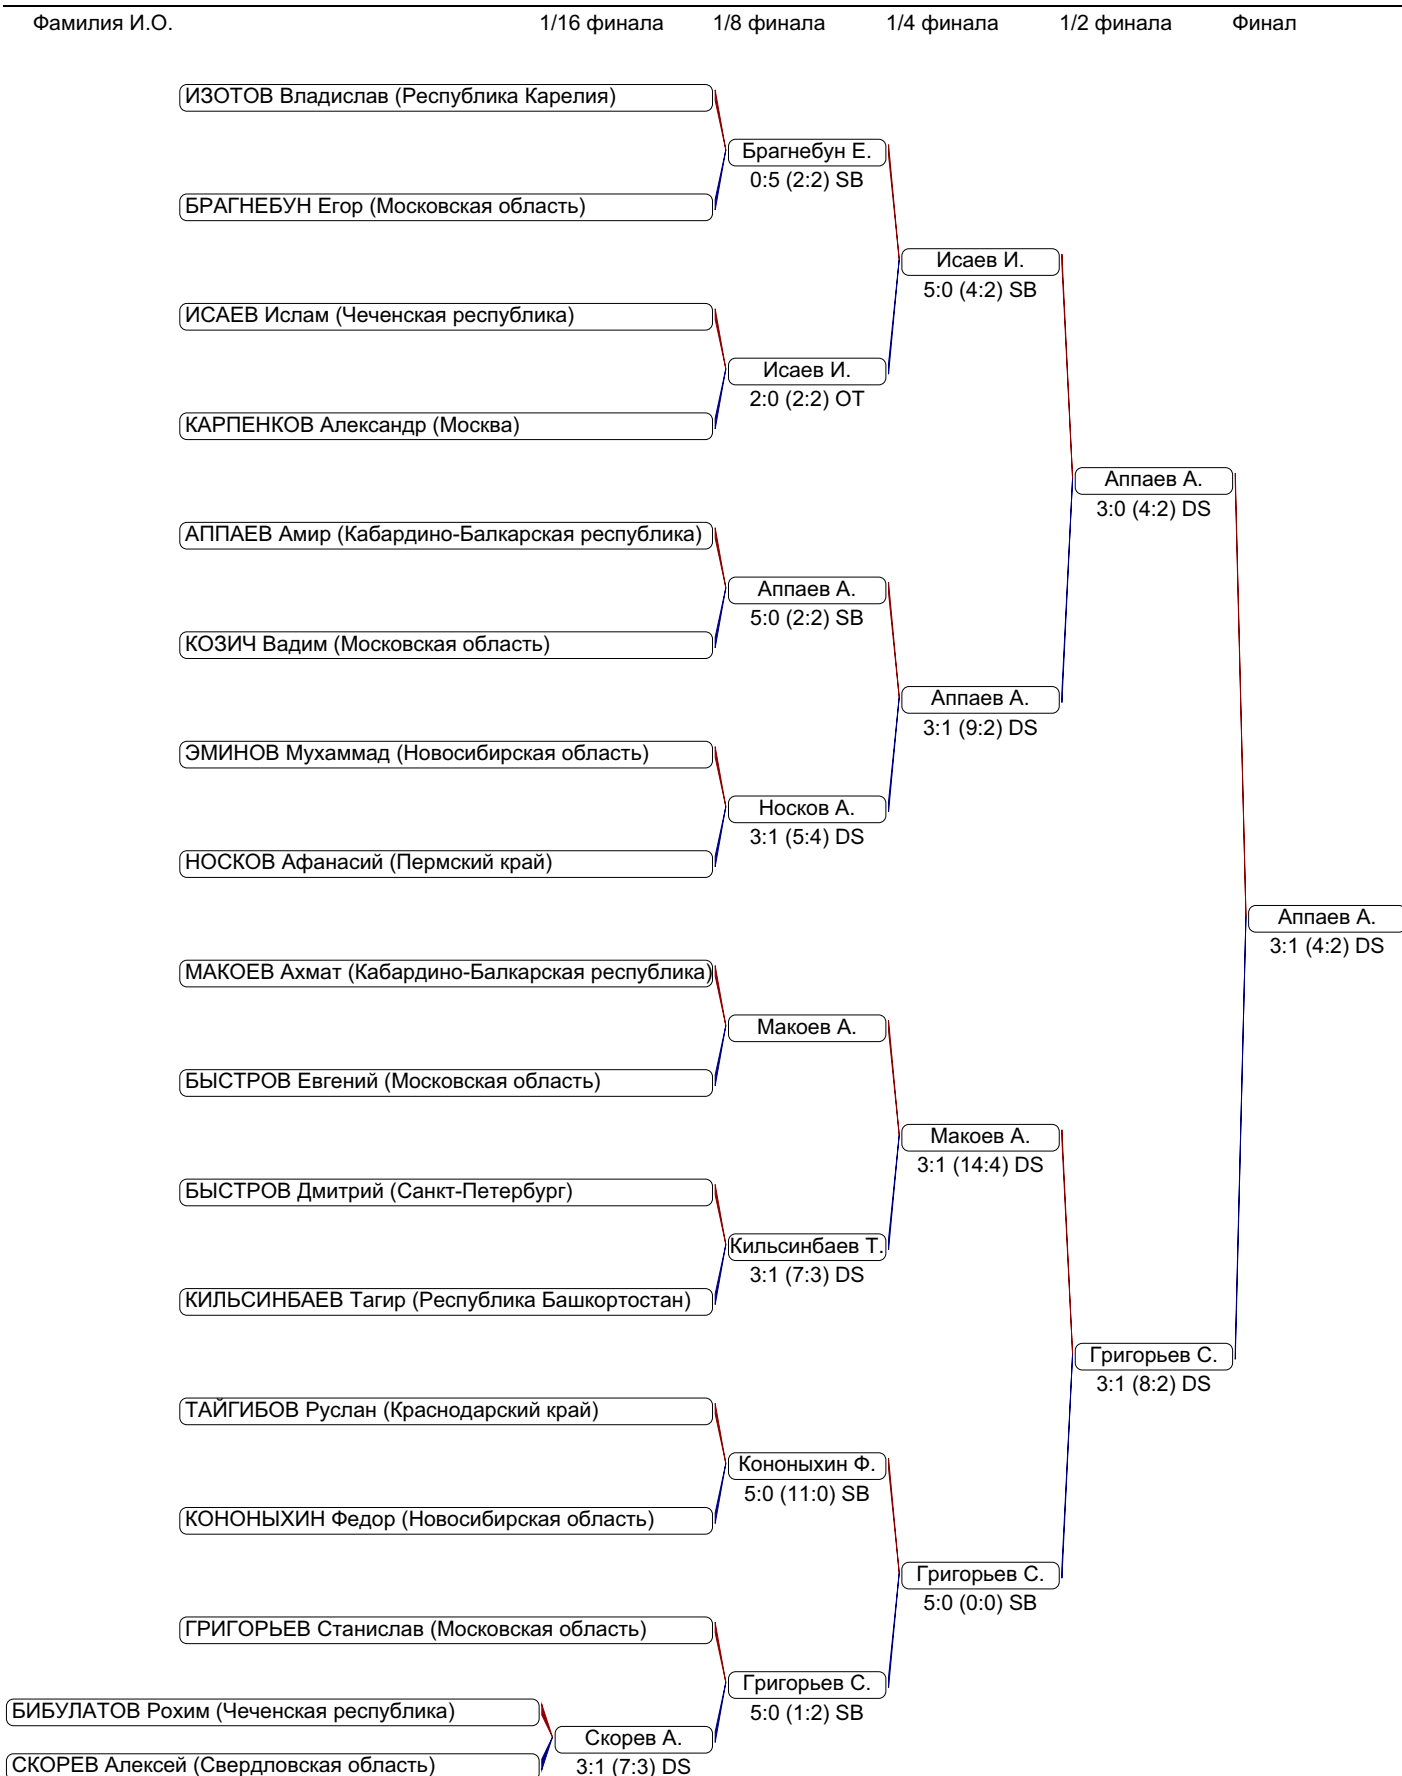 Фамилия И.О. 1/16 финала 1/8 финала 1/4 финала 1/2 финала Финал
ИЗОТОВ Владислав (Республика Карелия)
Брагнебун Е.
0:5 (2:2) SB
БРАГНЕБУН Егор (Московская область)
Исаев И.
5:0 (4:2) SB
ИСАЕВ Ислам (Чеченская республика)
Исаев И.
2:0 (2:2) OT
КАРПЕНКОВ Александр (Москва)
Аппаев А.
3:0 (4:2) DS
АППАЕВ Амир (Кабардино-Балкарская республика)
Аппаев А.
5:0 (2:2) SB
КОЗИЧ Вадим (Московская область)
Аппаев А.
3:1 (9:2) DS
ЭМИНОВ Мухаммад (Новосибирская область)
Носков А.
3:1 (5:4) DS
НОСКОВ Афанасий (Пермский край)
Аппаев А.
3:1 (4:2) DS
МАКОЕВ Ахмат (Кабардино-Балкарская республика)
Макоев А.
БЫСТРОВ Евгений (Московская область)
Макоев А.
3:1 (14:4) DS
БЫСТРОВ Дмитрий (Санкт-Петербург)
Кильсинбаев Т.
3:1 (7:3) DS
КИЛЬСИНБАЕВ Тагир (Республика Башкортостан)
Григорьев С.
3:1 (8:2) DS
ТАЙГИБОВ Руслан (Краснодарский край)
Кононыхин Ф.
5:0 (11:0) SB
КОНОНЫХИН Федор (Новосибирская область)
Григорьев С.
5:0 (0:0) SB
ГРИГОРЬЕВ Станислав (Московская область)
Григорьев С.
5:0 (1:2) SB
БИБУЛАТОВ Рохим (Чеченская республика)
Скорев А.
3:1 (7:3) DS
СКОРЕВ Алексей (Свердловская область)